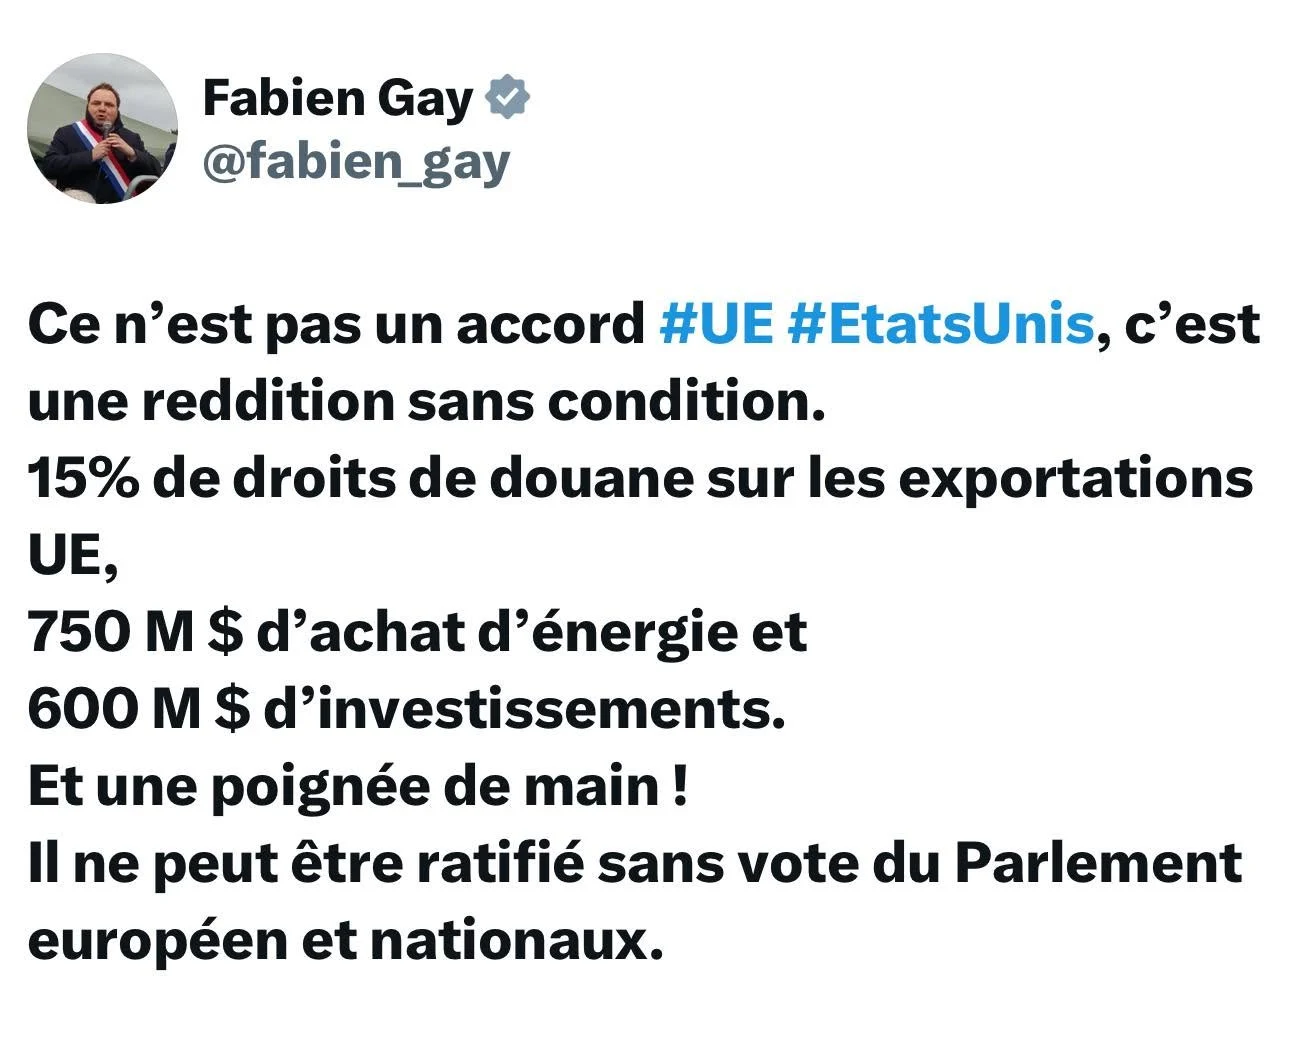 Fabien Gay
@fabien_gay
Ce n’est pas un accord #UE #EtatsUnis, c’est
une reddition sans condition.
15% de droits de douane sur les exportations
UE,
750 M $ d’achat d’énergie et
600 M $ d’investissements.
Et une poignée de main !
Il ne peut être ratifié sans vote du Parlement
européen et nationaux.